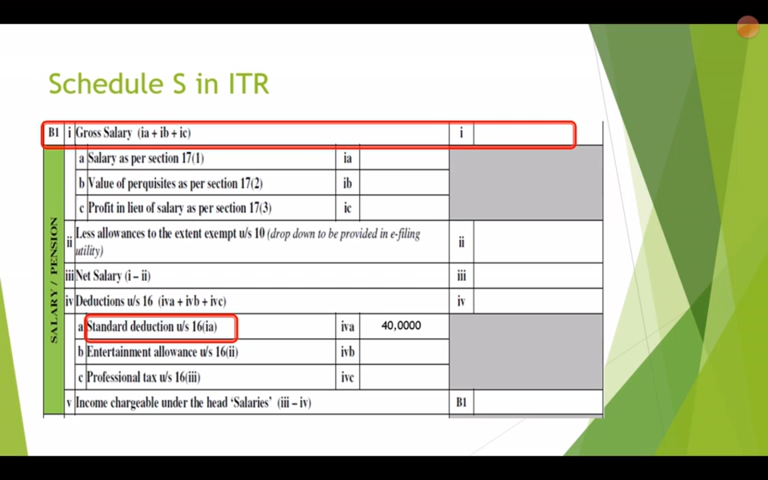 Schedule S in ITR
B1 i Gross Salary (ia + ib + ic) i
a Salary as per section 17(1) ia
b Value of perquisites as per section 17(2) ib
c Profit in lieu of salary as per section 17(3) ic
ii Less allowances to the extent exempt u/s 10 (drop down to be provided in e-filing utility) ii
iii Net Salary (i – ii) iii
iv Deductions u/s 16 (iva + ivb + ivc) iv
a Standard deduction u/s 16(ia) iva 40,0000
b Entertainment allowance u/s 16(ii) ivb
c Professional tax u/s 16(iii) ivc
v Income chargeable under the head ‘Salaries’ (iii – iv) B1
SALARY / PENSION